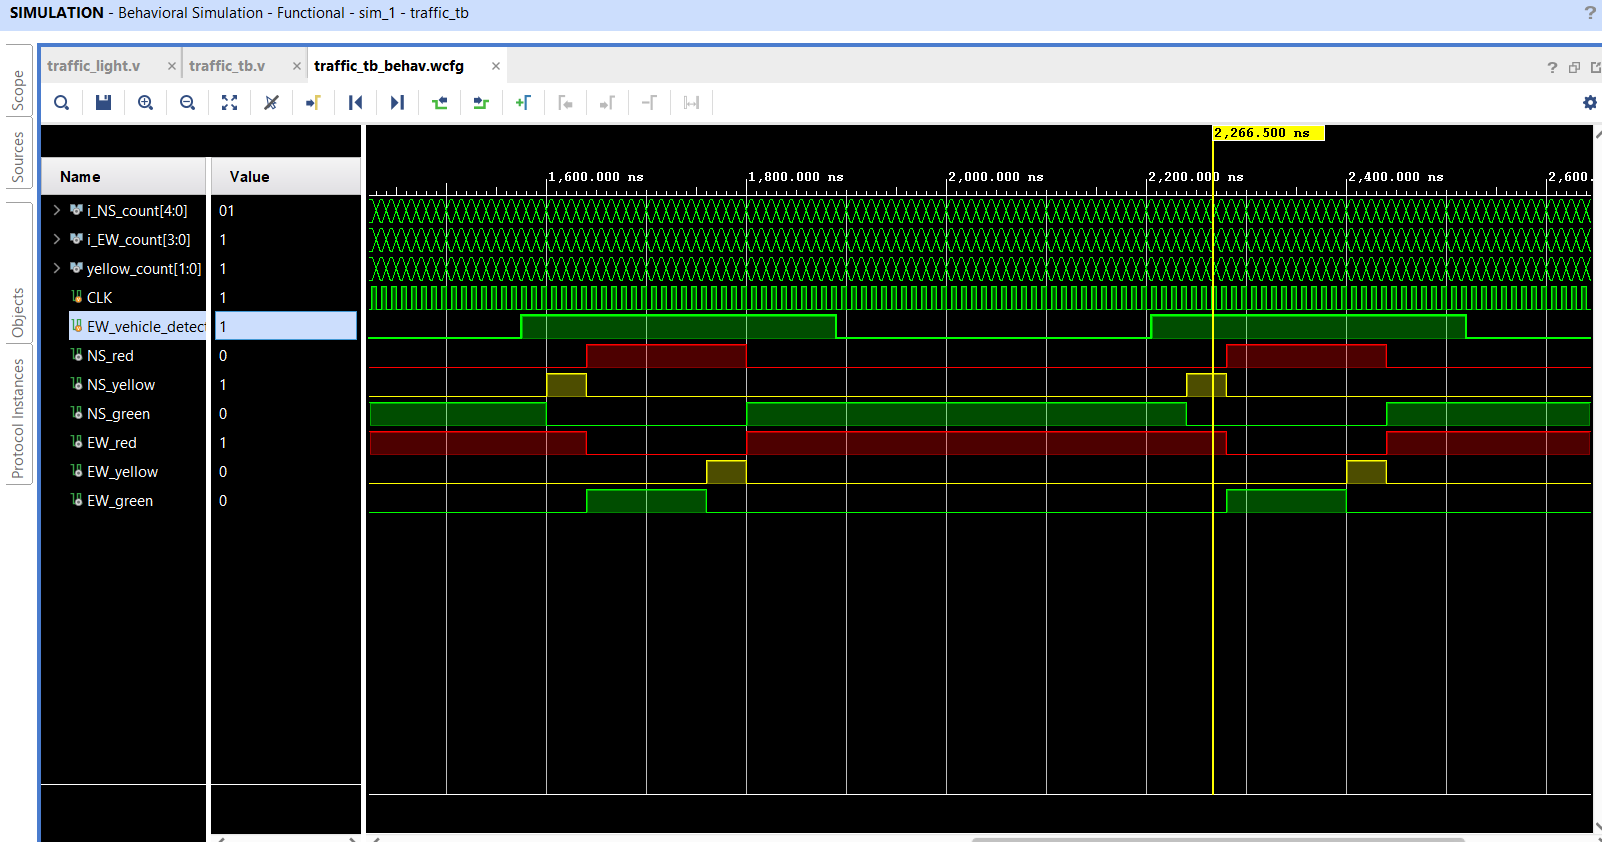 SIMULATION - Behavioral Simulation - Functional - sim_1 - traffic_tb
?
Scope
Sources
Objects
Protocol Instances
traffic_light.v ×
traffic_tb.v ×
traffic_tb_behav.wcfg ×
?
2,266.500 ns
Name Value
1,600.000 ns 1,800.000 ns 2,000.000 ns 2,200.000 ns 2,400.000 ns 2,600.
i_NS_count[4:0] 01
i_EW_count[3:0] 1
yellow_count[1:0] 1
CLK 1
EW_vehicle_detect 1
NS_red 0
NS_yellow 1
NS_green 0
EW_red 1
EW_yellow 0
EW_green 0